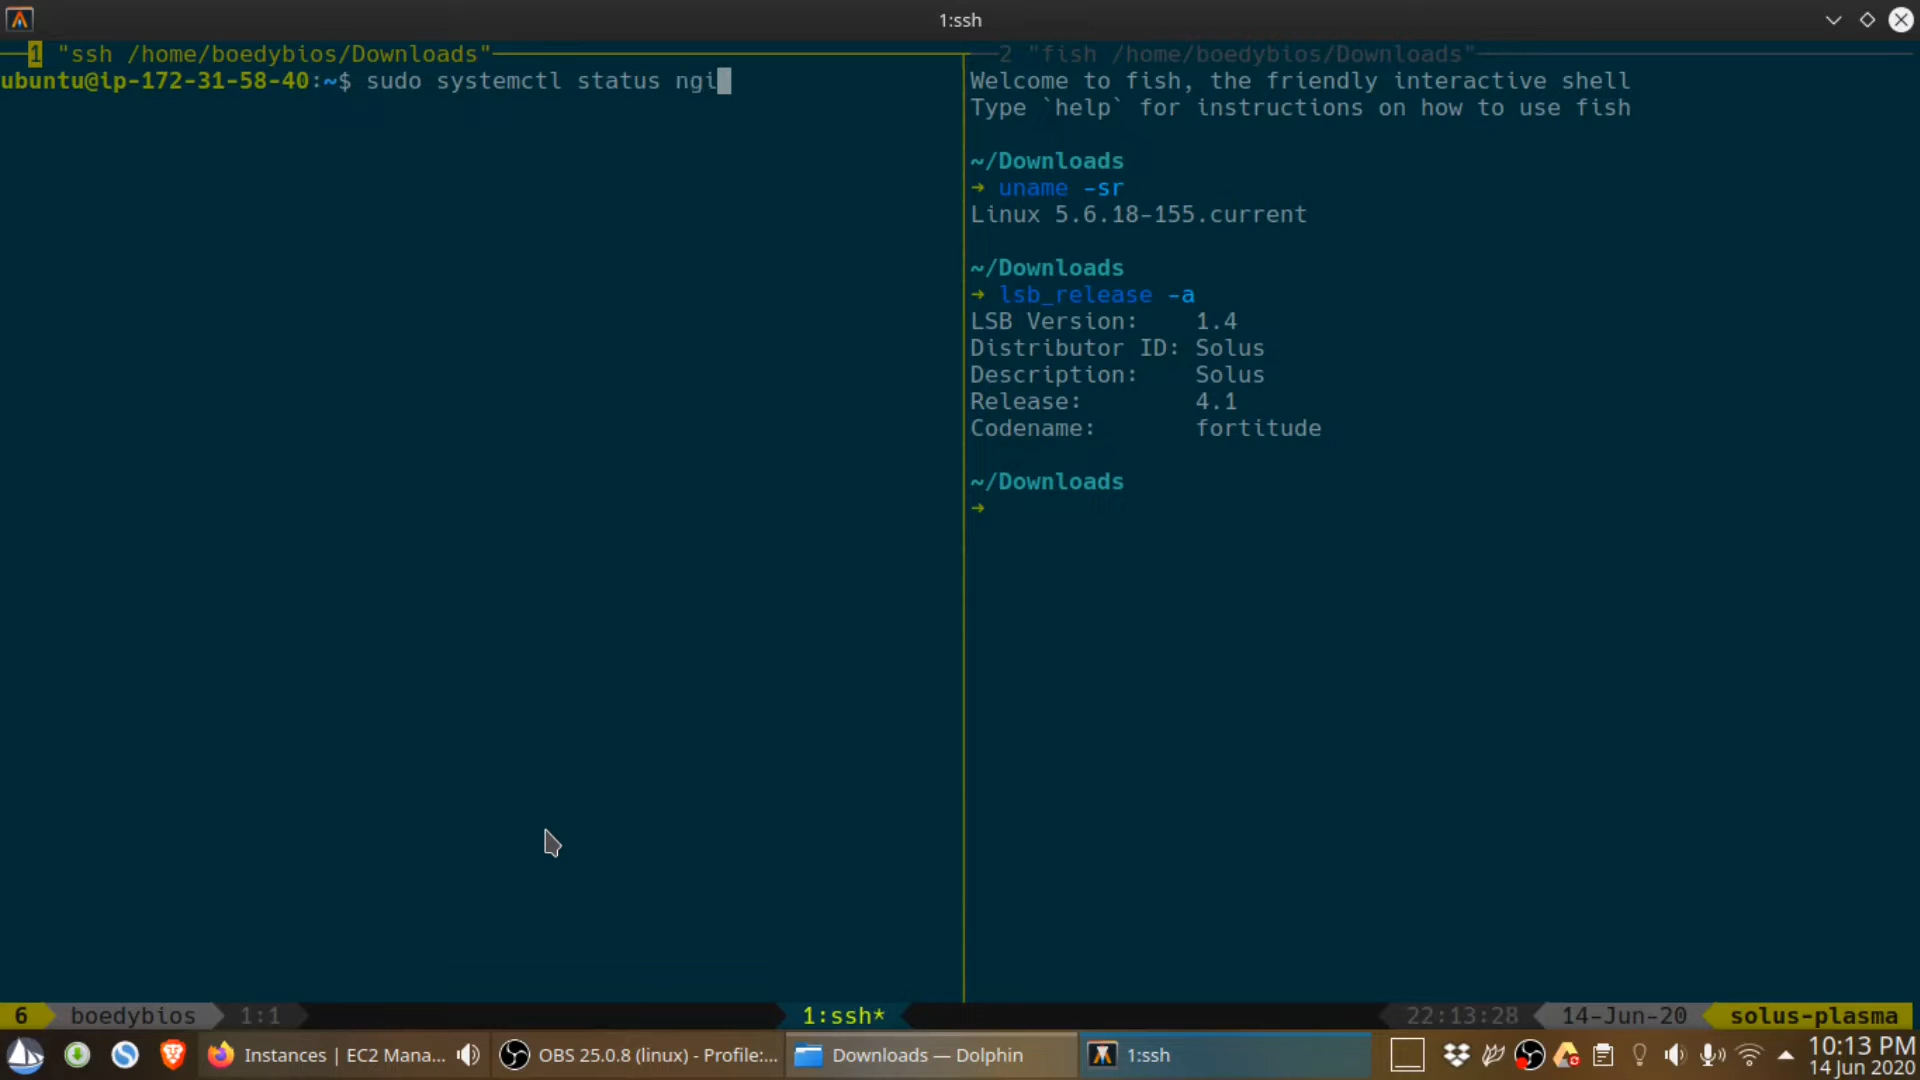 1:ssh
1 "ssh /home/boedybios/Downloads"
ubuntu@ip-172-31-58-40:~$ sudo systemctl status ngi
2 "fish /home/boedybios/Downloads"
Welcome to fish, the friendly interactive shell
Type `help` for instructions on how to use fish
~/Downloads
➜ uname -sr
Linux 5.6.18-155.current
~/Downloads
➜ lsb_release -a
LSB Version: 1.4
Distributor ID: Solus
Description: Solus
Release: 4.1
Codename: fortitude
~/Downloads
➜
6 boedybios 1:1 1:ssh* 22:13:28 14-Jun-20 solus-plasma
Instances | EC2 Mana... OBS 25.0.8 (linux) - Profile:... Downloads — Dolphin 1:ssh 10:13 PM
14 Jun 2020